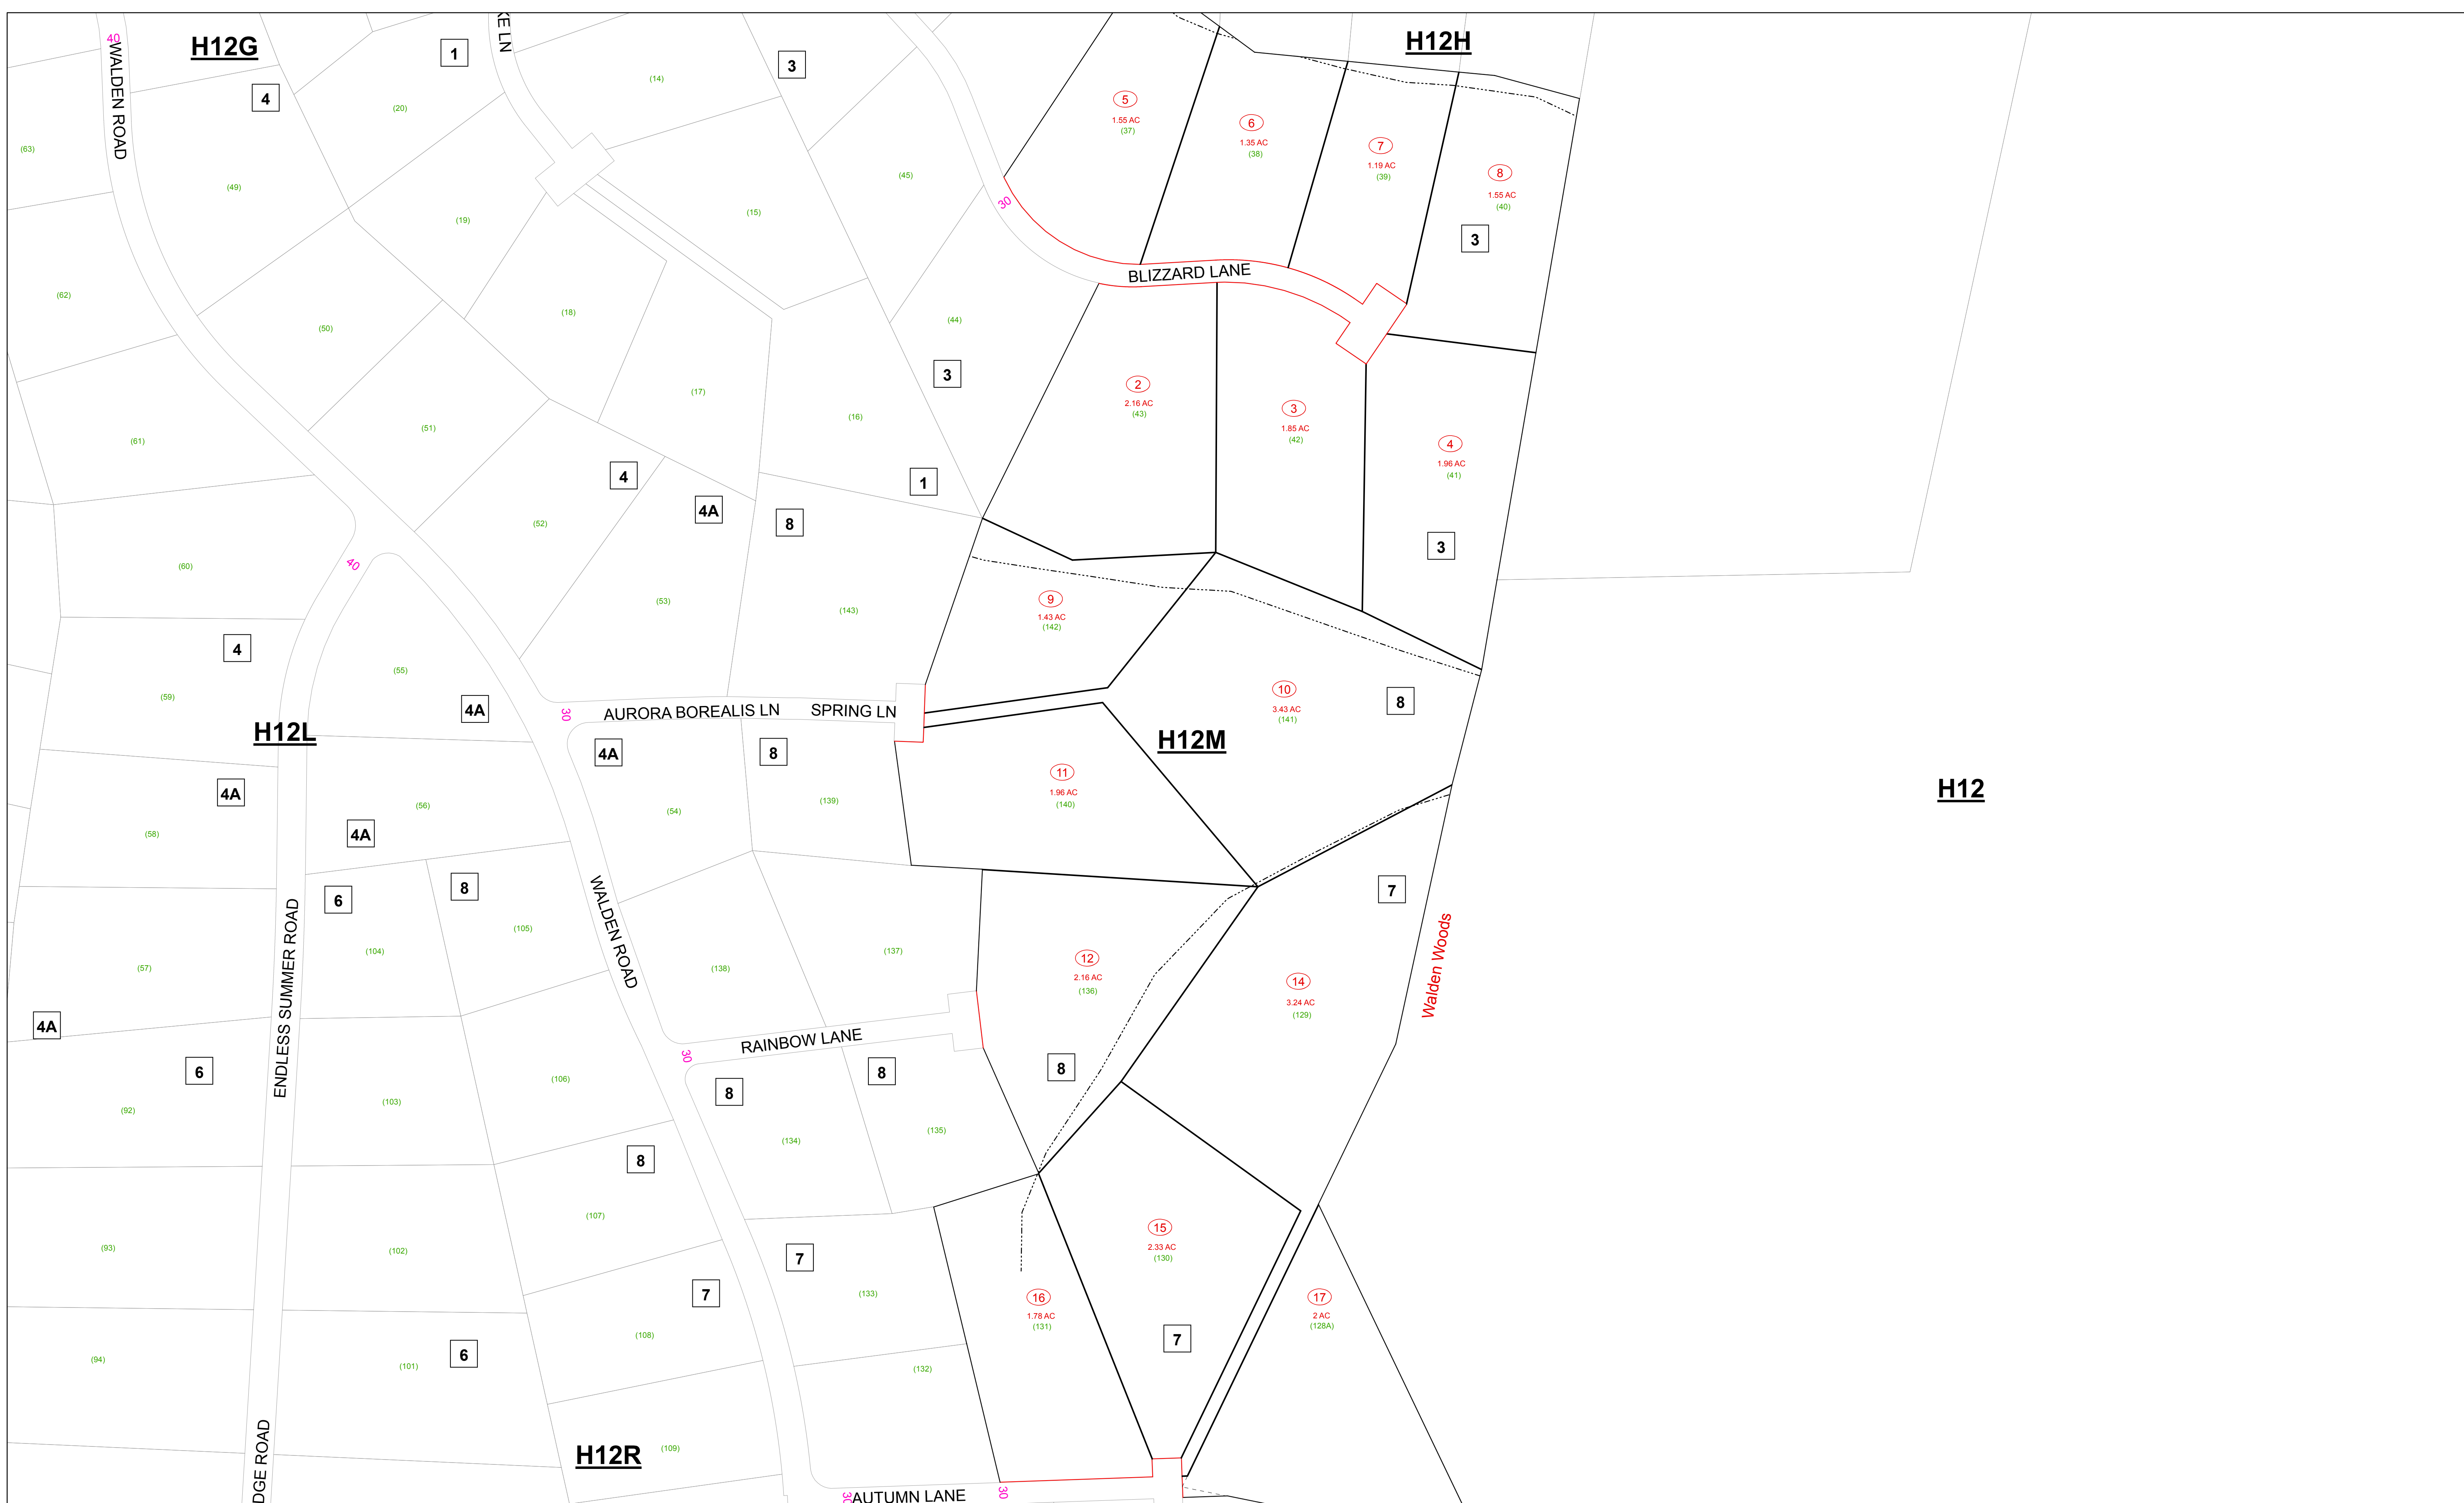 H12G
H12H
40
WALDEN ROAD
KE LN
1
3
4
(20)
(14)
(63)
(49)
(19)
(15)
(45)
30
5
1.55 AC
(37)
6
1.35 AC
(38)
7
1.19 AC
(39)
8
1.55 AC
(40)
3
BLIZZARD LANE
(62)
(50)
(18)
(44)
3
(17)
(16)
2
2.16 AC
(43)
3
1.85 AC
(42)
4
1.96 AC
(41)
3
(61)
(51)
4
4A
8
1
(52)
40
(60)
(53)
(143)
9
1.43 AC
(142)
4
(55)
(59)
4A
30
AURORA BOREALIS LN
SPRING LN
10
3.43 AC
(141)
8
H12L
H12M
4A
8
11
1.96 AC
(140)
H12
4A
4A
(58)
(56)
(54)
(139)
6
8
WALDEN ROAD
7
(104)
(105)
(57)
(138)
(137)
12
2.16 AC
(136)
14
3.24 AC
(129)
Walden Woods
4A
ENDLESS SUMMER ROAD
6
30
RAINBOW LANE
8
8
8
(92)
(103)
(106)
(134)
(135)
8
(107)
(93)
(102)
7
7
(133)
15
2.33 AC
(130)
16
1.78 AC
(131)
17
2 AC
(128A)
7
(94)
(101)
6
(108)
(132)
DGE ROAD
H12R
(109)
30
AUTUMN LANE
30